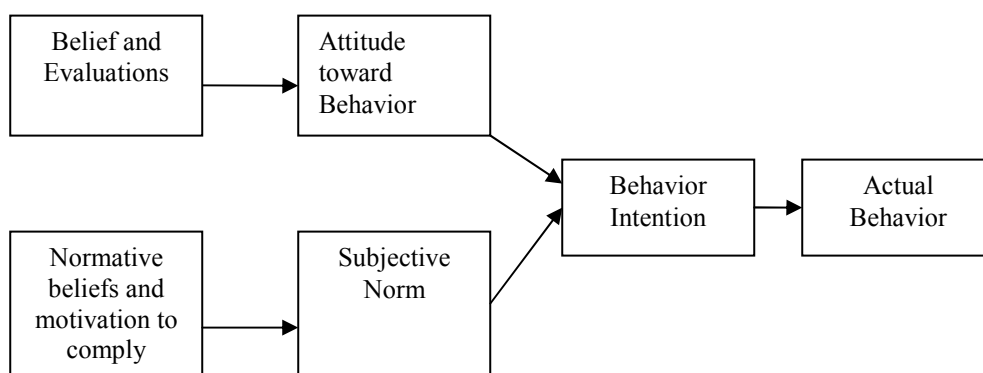 Belief and
Evaluations
Attitude
toward
Behavior
Behavior
Intention
Actual
Behavior
Normative
beliefs and
motivation to
comply
Subjective
Norm